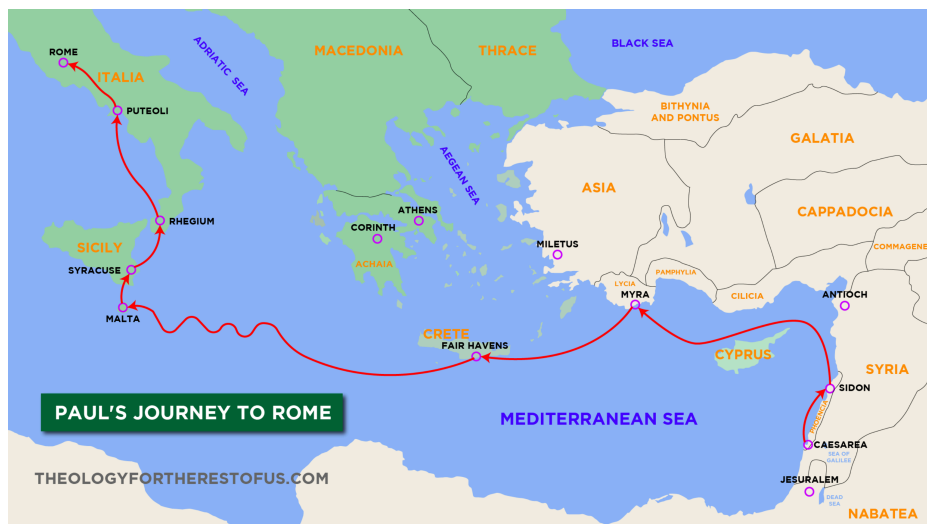 BLACK SEA
ADRIATIC SEA
MACEDONIA
THRACE
ROME
ITALIA
PUTEOLI
BITHYNIA
AND PONTUS
GALATIA
AEGEAN SEA
ASIA
CAPPADOCIA
ATHENS
CORINTH
ACHAIA
RHEGIUM
SICILY
SYRACUSE
MALTA
MILETUS
COMMAGENE
PAMPHYLIA
LYCIA
MYRA
CILICIA
ANTIOCH
CRETE
FAIR HAVENS
CYPRUS
SYRIA
SIDON
PHOENCIA
PAUL'S JOURNEY TO ROME
MEDITERRANEAN SEA
CAESAREA
SEA OF
GALILEE
THEOLOGYFORTHERESTOFUS.COM
JESURALEM
DEAD
SEA
NABATEA